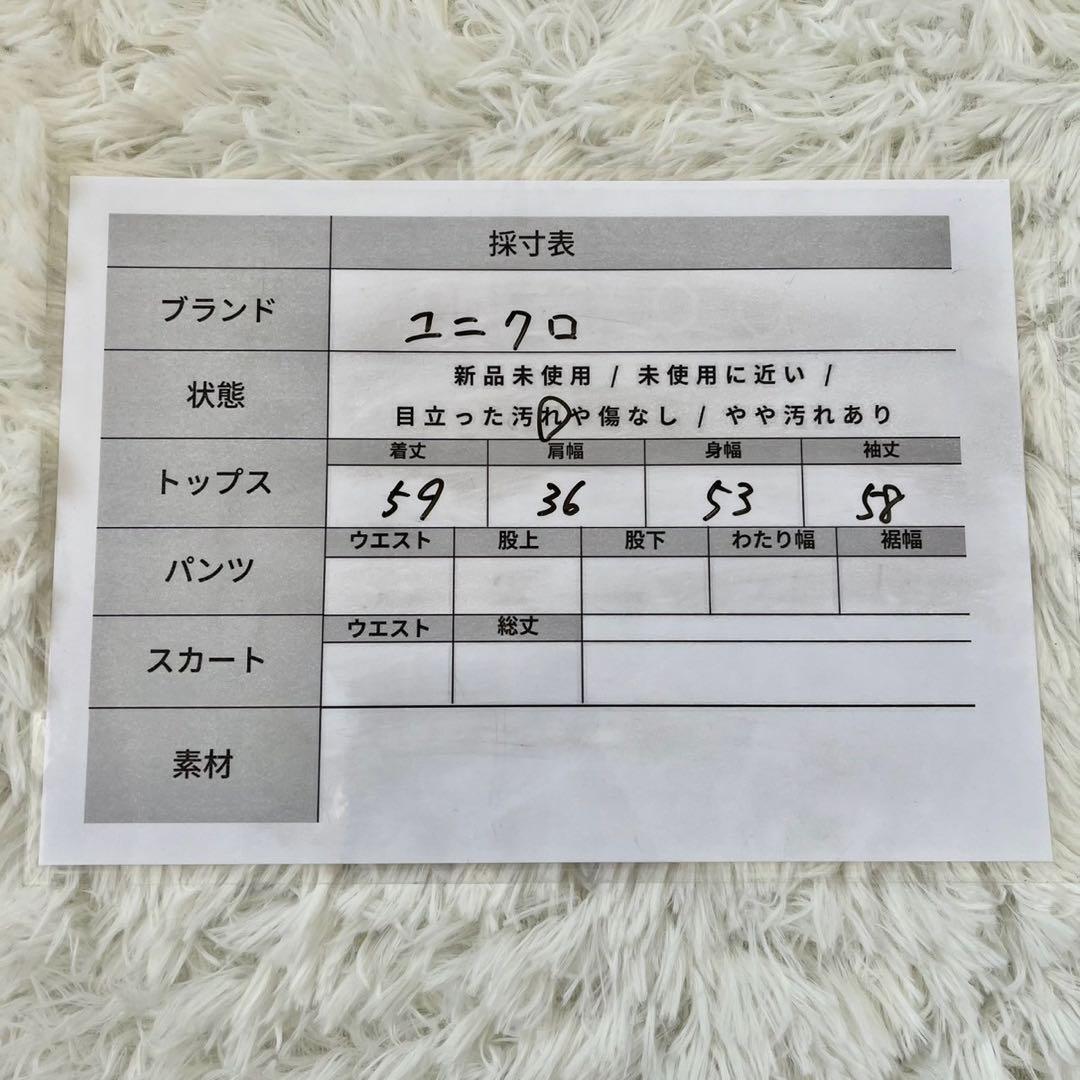 採寸表
ブランド ユニクロ
状態 新品未使用 / 未使用に近い /
目立った汚れや傷なし / やや汚れあり
トップス 着丈 肩幅 身幅 袖丈
59 36 53 58
パンツ ウエスト 股上 股下 わたり幅 裾幅
スカート ウエスト 総丈
素材